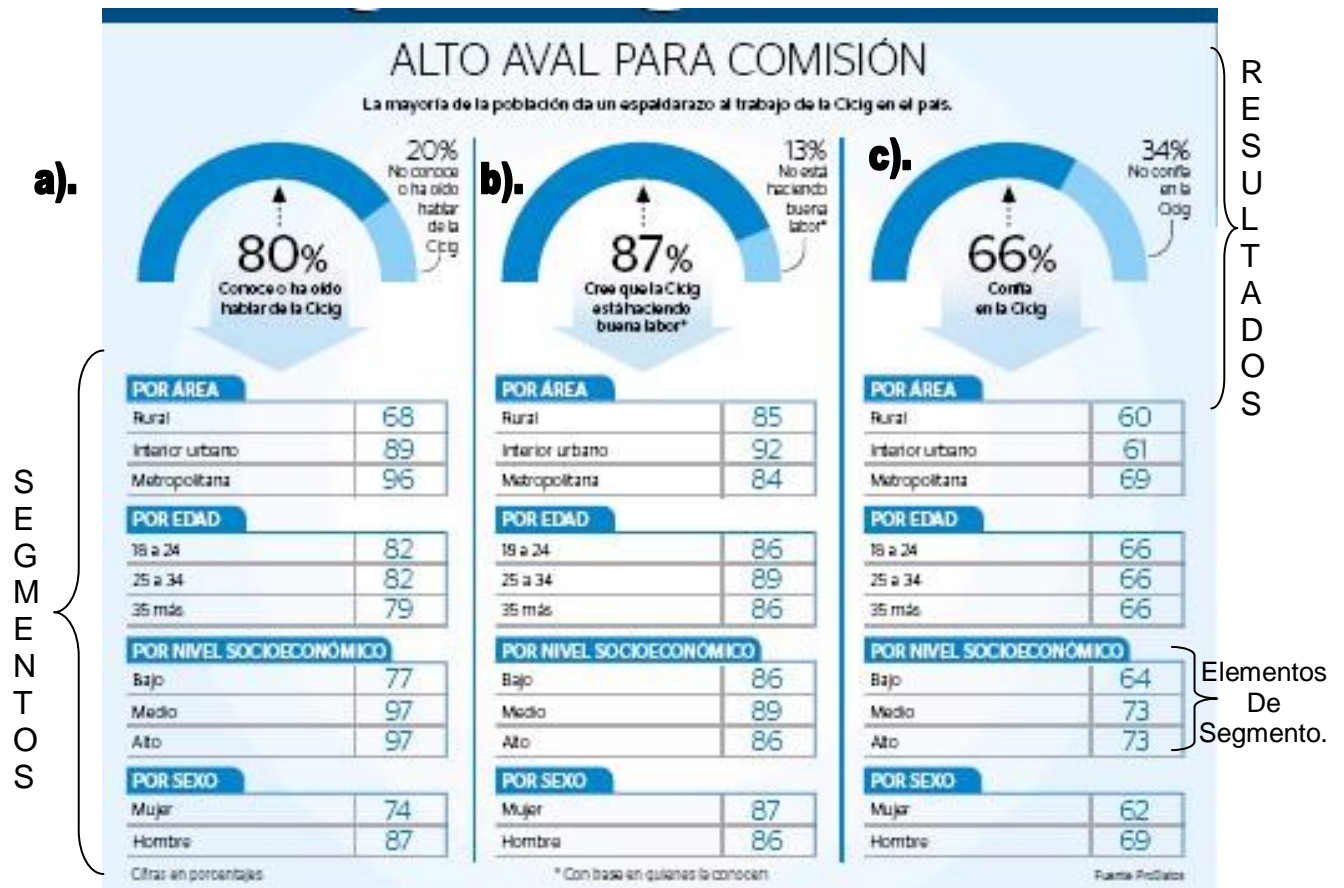 ALTO AVAL PARA COMISIÓN
La mayoría de la población da un espaldarazo al trabajo de la Cicig en el país.
a).
20%
No conoce
o ha oído
hablar
de la
Cicig
80%
Conoce o ha oído
hablar de la Cicig
POR ÁREA
Rural 68
Interior urbano 89
Metropolitana 96
POR EDAD
18 a 24 82
25 a 34 82
35 más 79
POR NIVEL SOCIOECONÓMICO
Bajo 77
Medio 97
Alto 97
POR SEXO
Mujer 74
Hombre 87
Cifras en porcentajes
b).
13%
No está
haciendo
buena
labor*
87%
Cree que la Cicig
está haciendo
buena labor*
POR ÁREA
Rural 85
Interior urbano 92
Metropolitana 84
POR EDAD
18 a 24 86
25 a 34 89
35 más 86
POR NIVEL SOCIOECONÓMICO
Bajo 86
Medio 89
Alto 86
POR SEXO
Mujer 87
Hombre 86
* Con base en quienes la conocen
c).
34%
No confía
en la
Cicig
66%
Confía
en la Cicig
POR ÁREA
Rural 60
Interior urbano 61
Metropolitana 69
POR EDAD
18 a 24 66
25 a 34 66
35 más 66
POR NIVEL SOCIOECONÓMICO
Bajo 64
Medio 73
Alto 73
POR SEXO
Mujer 62
Hombre 69
Fuente ProDatos
SEGMENTOS
RESULTADOS
Elementos
De
Segmento.